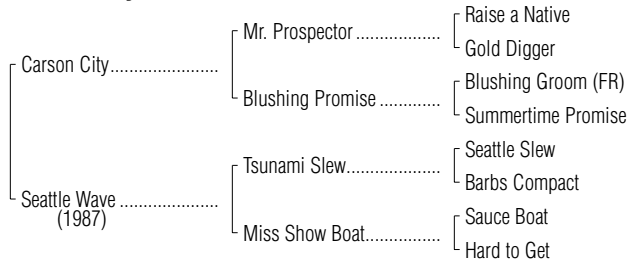 Raise a Native
Mr. Prospector ..................
Gold Digger
Carson City.......................
Blushing Groom (FR)
Blushing Promise ...............
Summertime Promise
Seattle Slew
Tsunami Slew....................
Barbs Compact
Seattle Wave .....................
(1987)
Sauce Boat
Miss Show Boat................
Hard to Get